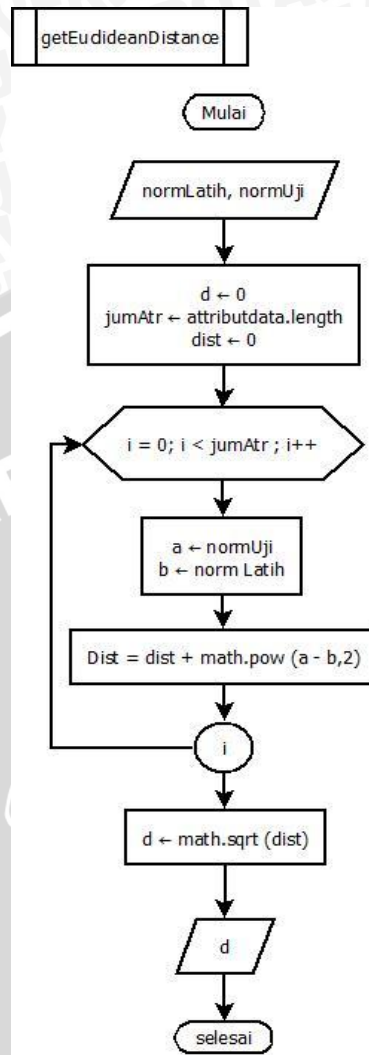 getEuclideanDistance
Mulai
normLatih, normUji
d ← 0
jumAtr ← attributdata.length
dist ← 0
i = 0; i < jumAtr ; i++
a ← normUji
b ← norm Latih
Dist = dist + math.pow (a - b,2)
i
d ← math.sqrt (dist)
d
selesai